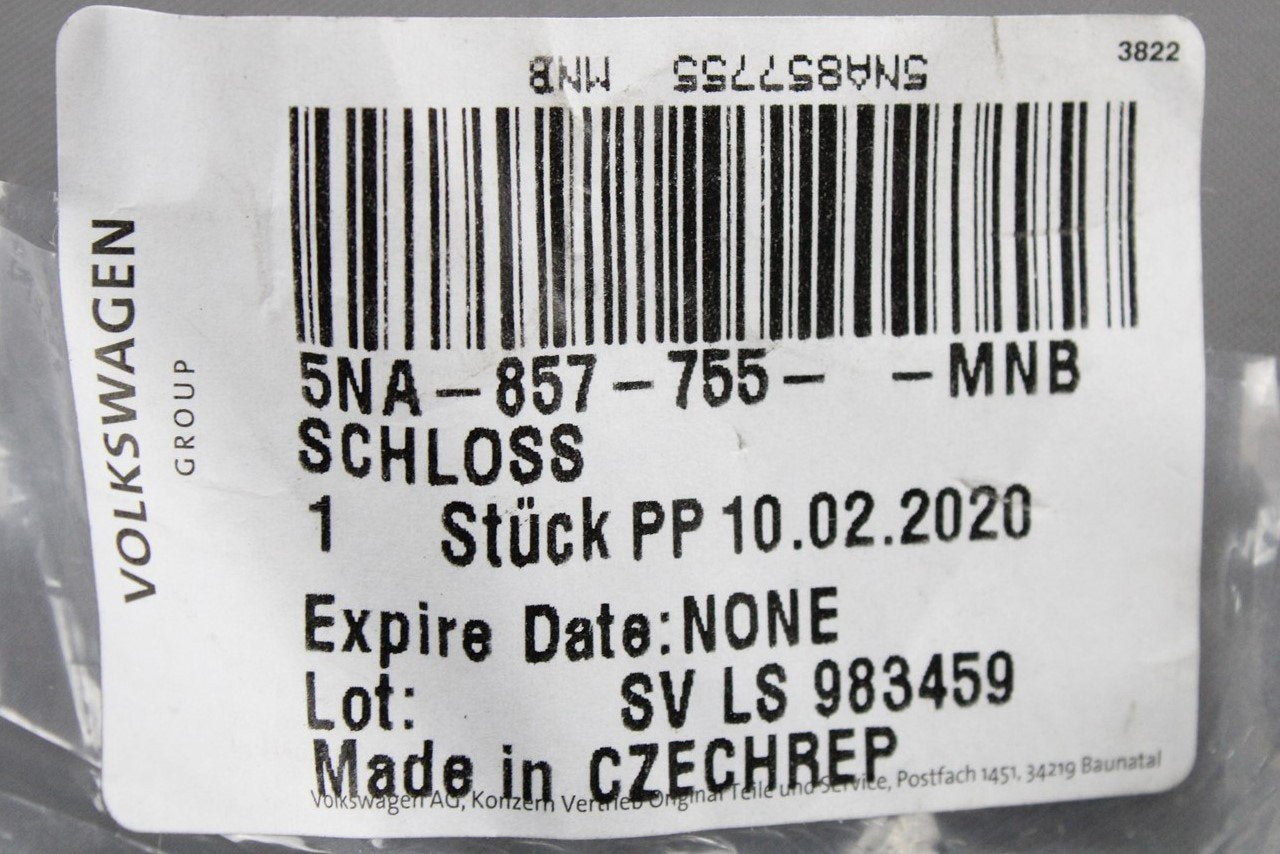 3822
5NA857755 MNB
VOLKSWAGEN
GROUP
5NA-857-755- -MNB
SCHLOSS
1 Stück PP 10.02.2020
Expire Date:NONE
Lot: SV LS 983459
Made in CZECHREP
Volkswagen AG, Konzern Vertrieb Original Teile und Service, Postfach 1451, 34219 Baunatal